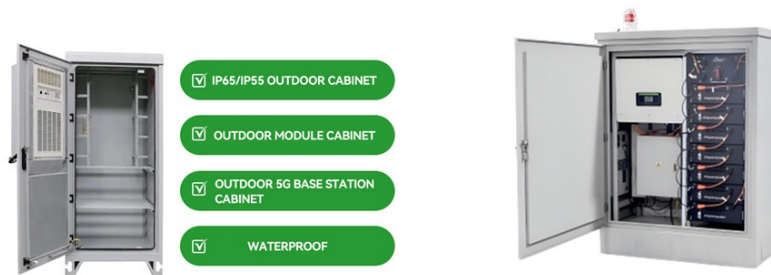 IP65/IP55 OUTDOOR CABINET
OUTDOOR MODULE CABINET
OUTDOOR 5G BASE STATION
CABINET
WATERPROOF